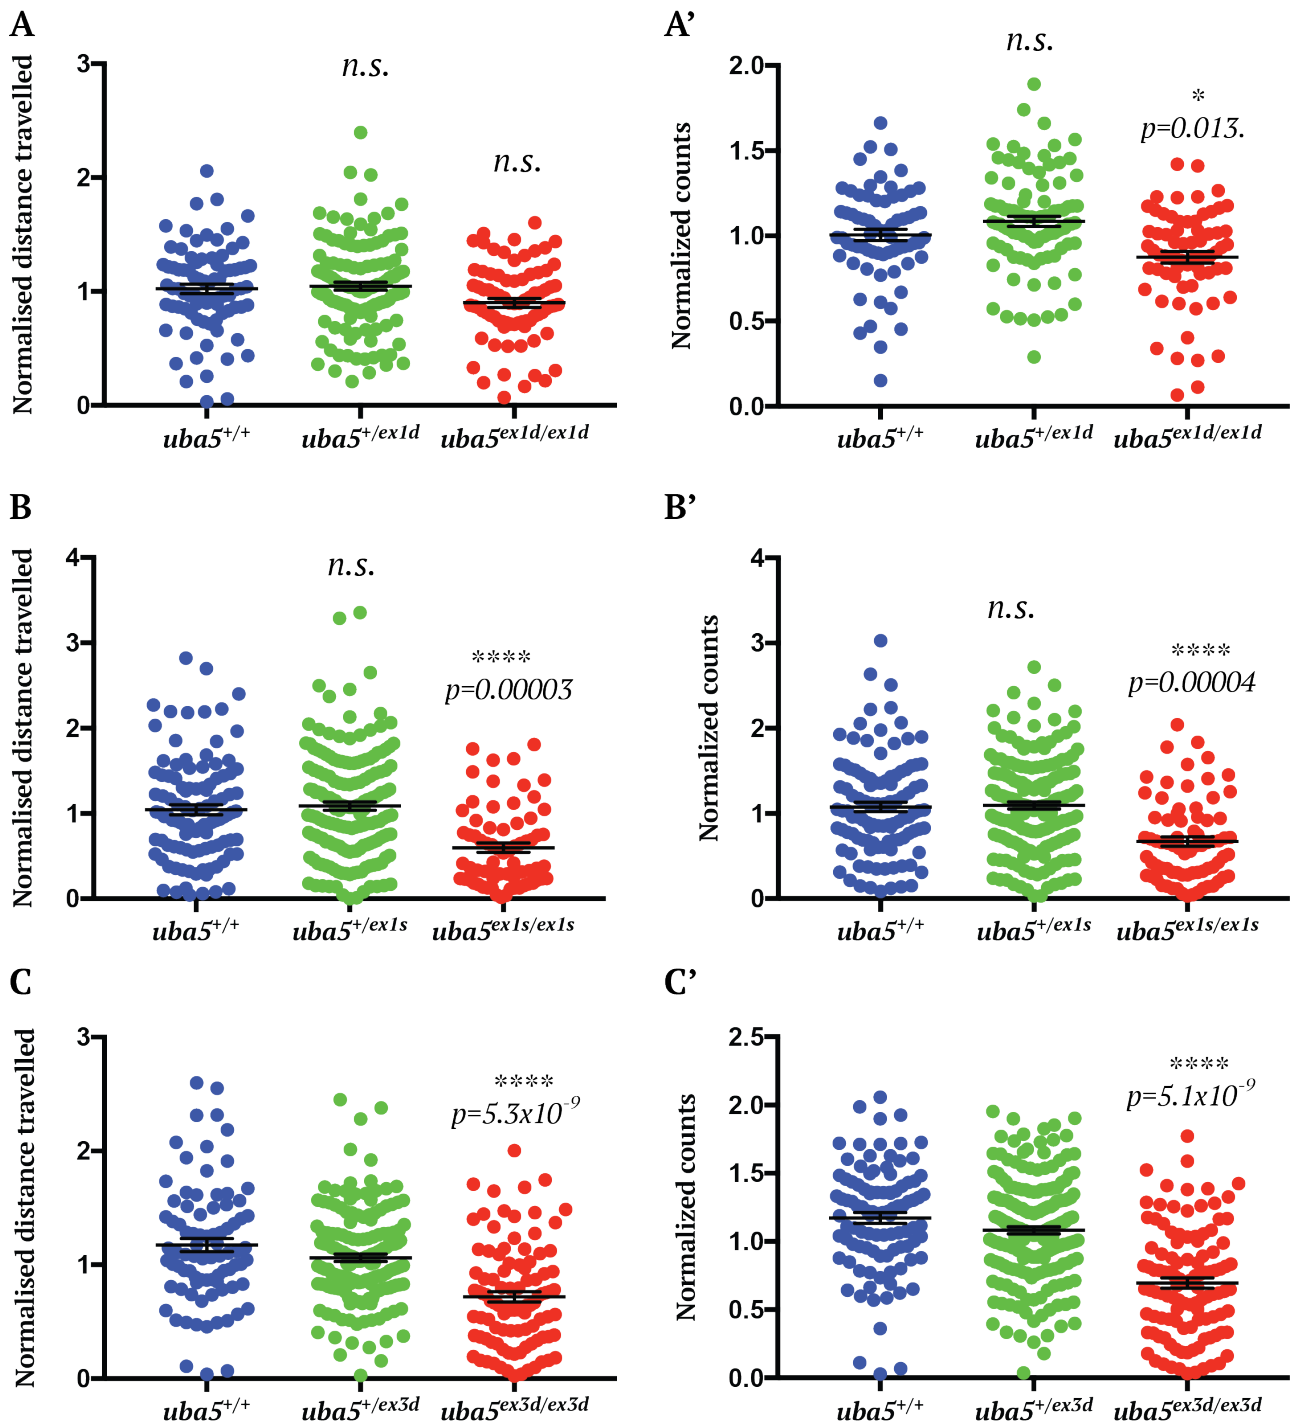 A
Normalised distance travelled
3
2
1
0
n.s.
n.s.
uba5+/+
uba5+/ex1d
uba5ex1d/ex1d
A’
Normalized counts
2.0
1.5
1.0
0.5
0.0
n.s.
*
p=0.013.
uba5+/+
uba5+/ex1d
uba5ex1d/ex1d
B
Normalised distance travelled
4
3
2
1
0
n.s.
****
p=0.00003
uba5+/+
uba5+/ex1s
uba5ex1s/ex1s
B’
Normalized counts
4
3
2
1
0
n.s.
****
p=0.00004
uba5+/+
uba5+/ex1s
uba5ex1s/ex1s
C
Normalised distance travelled
3
2
1
0
****
p=5.3x10-9
uba5+/+
uba5+/ex3d
uba5ex3d/ex3d
C’
Normalized counts
2.5
2.0
1.5
1.0
0.5
0.0
****
p=5.1x10-9
uba5+/+
uba5+/ex3d
uba5ex3d/ex3d